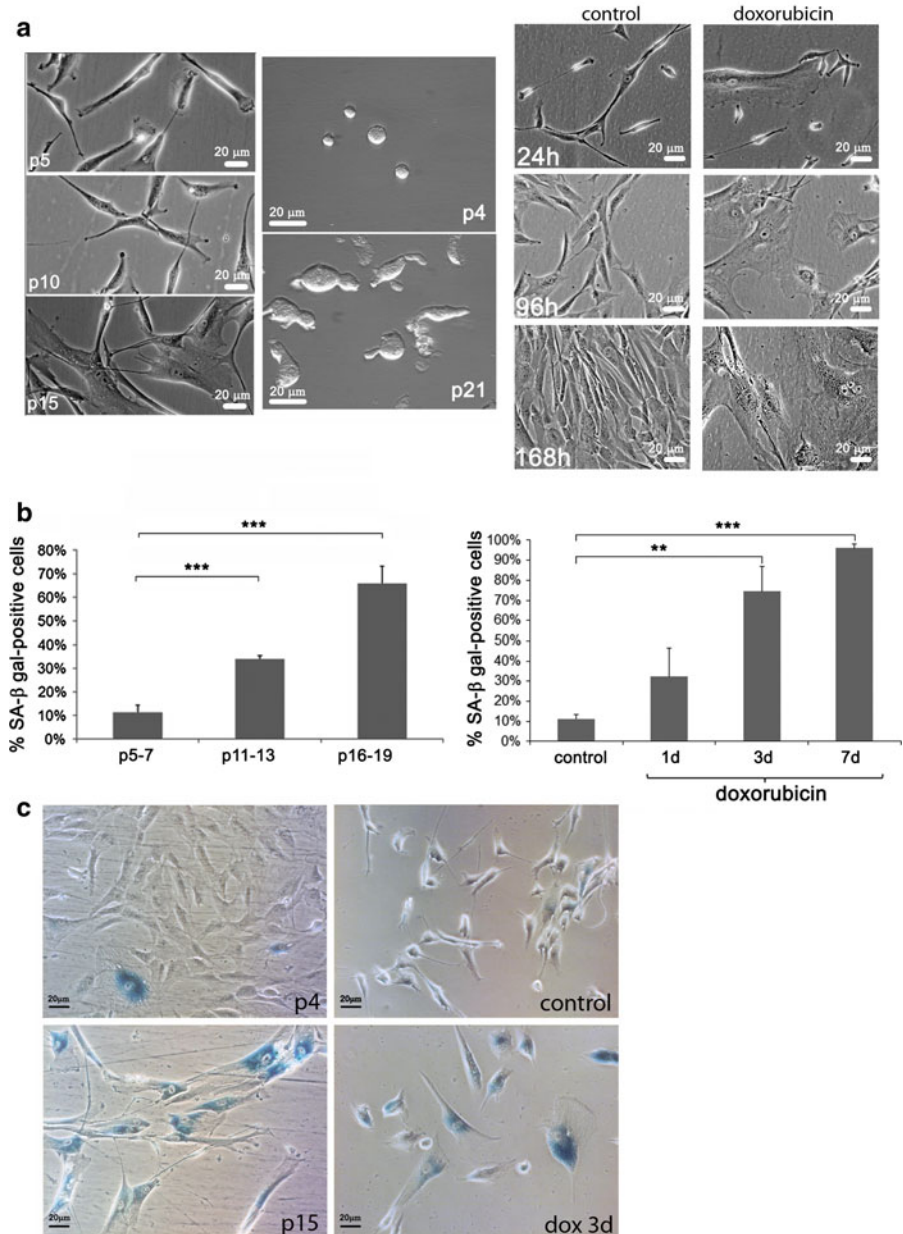 a
control
doxorubicin
p5
20 µm
p10
20 µm
p15
20 µm
20 µm
p4
20 µm
p21
24h
20 µm
20 µm
96h
20 µm
20 µm
168h
20 µm
20 µm
b
% SA-β gal-positive cells
80%
70%
60%
50%
40%
30%
20%
10%
0%
***
***
p5-7
p11-13
p16-19
% SA-β gal-positive cells
100%
90%
80%
70%
60%
50%
40%
30%
20%
10%
0%
***
**
control
1d
3d
7d
doxorubicin
c
20µm
p4
20µm
control
20µm
p15
20µm
dox 3d